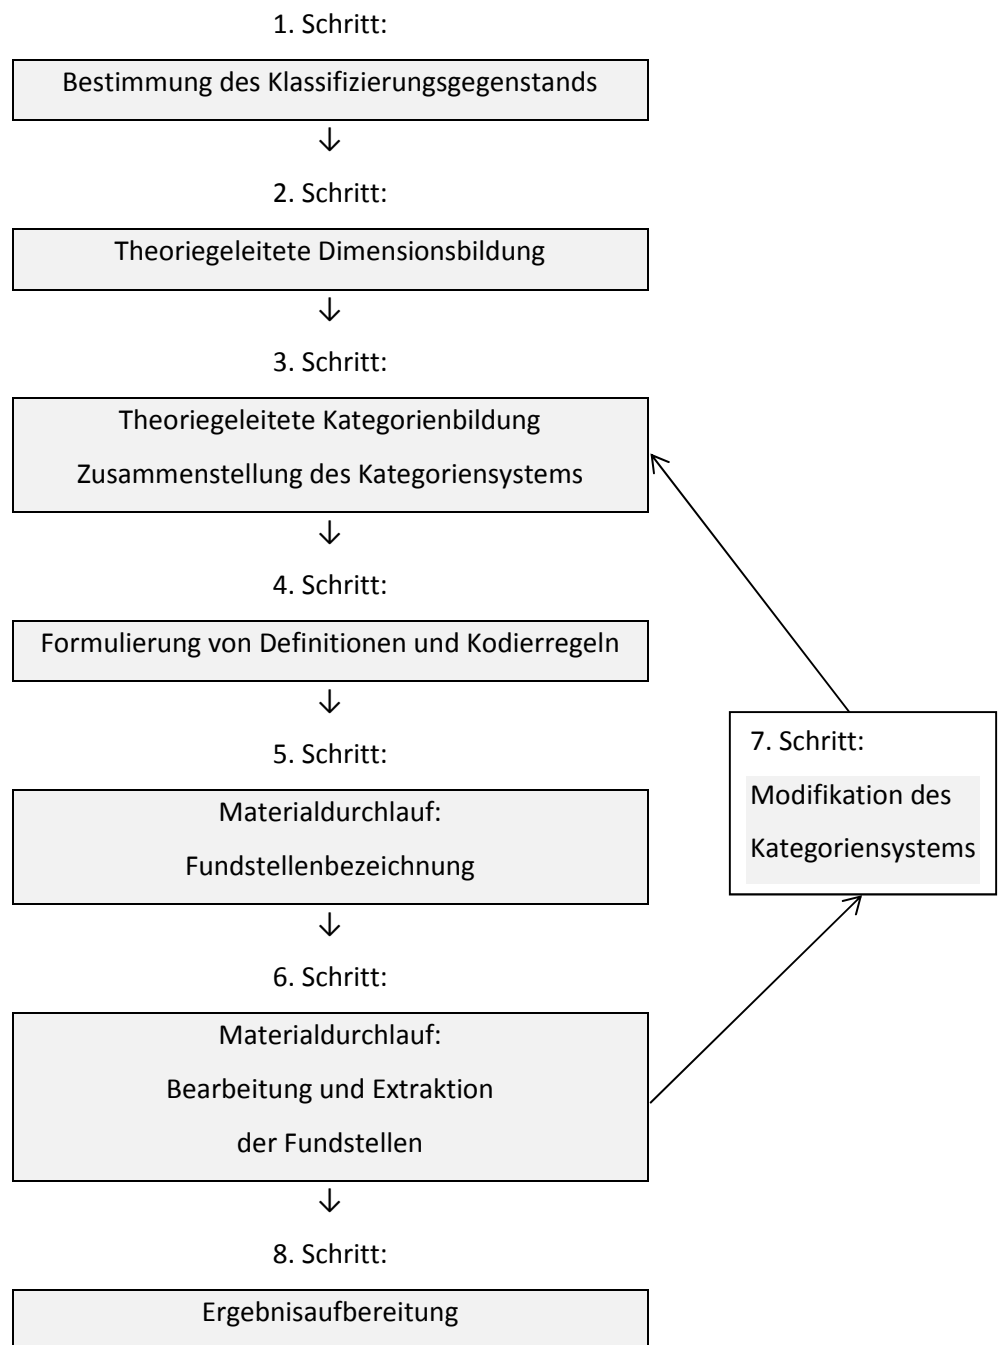 1. Schritt:
Bestimmung des Klassifizierungsgegenstands
↓
2. Schritt:
Theoriegeleitete Dimensionsbildung
↓
3. Schritt:
Theoriegeleitete Kategorienbildung
Zusammenstellung des Kategoriensystems
↓
4. Schritt:
Formulierung von Definitionen und Kodierregeln
↓
5. Schritt:
Materialdurchlauf:
Fundstellenbezeichnung
↓
6. Schritt:
Materialdurchlauf:
Bearbeitung und Extraktion
der Fundstellen
↓
7. Schritt:
Modifikation des
Kategoriensystems
8. Schritt:
Ergebnisaufbereitung